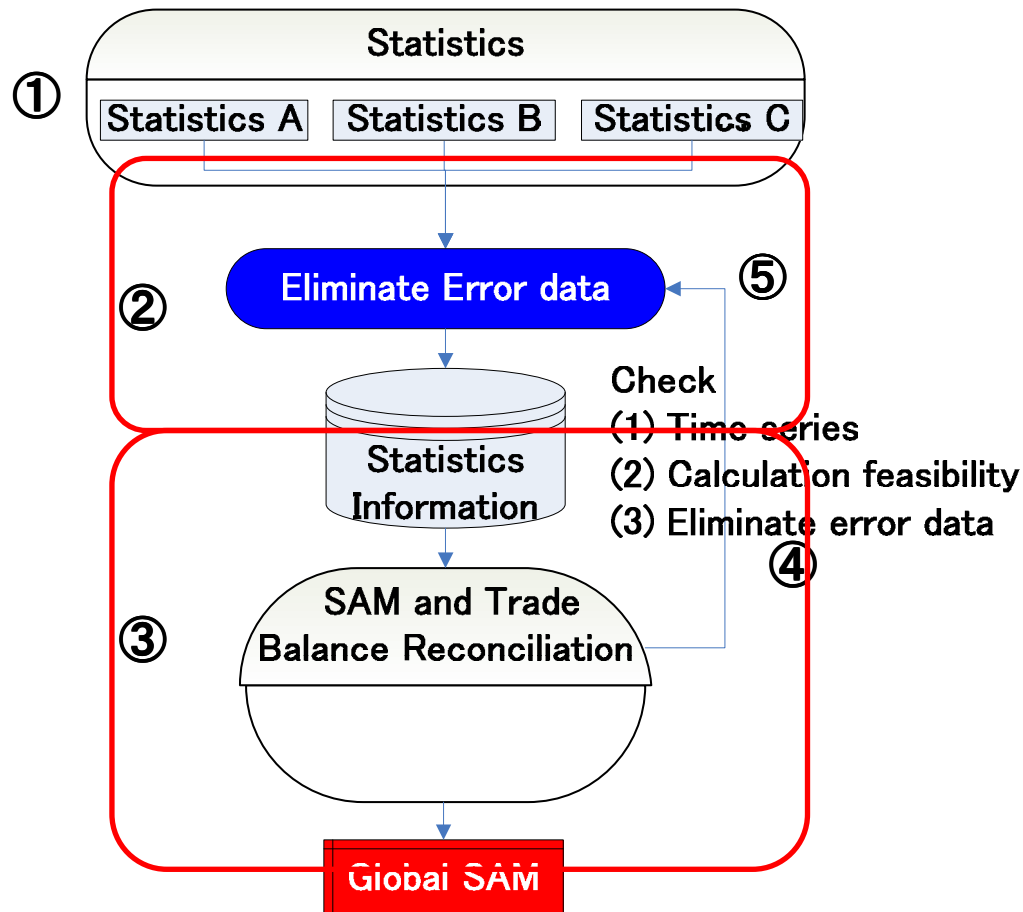 Statistics
①
Statistics A
Statistics B
Statistics C
Eliminate Error data
⑤
②
Check
(1) Time series
(2) Calculation feasibility
(3) Eliminate error data
Statistics
Information
④
③
SAM and Trade
Balance Reconciliation
Global SAM